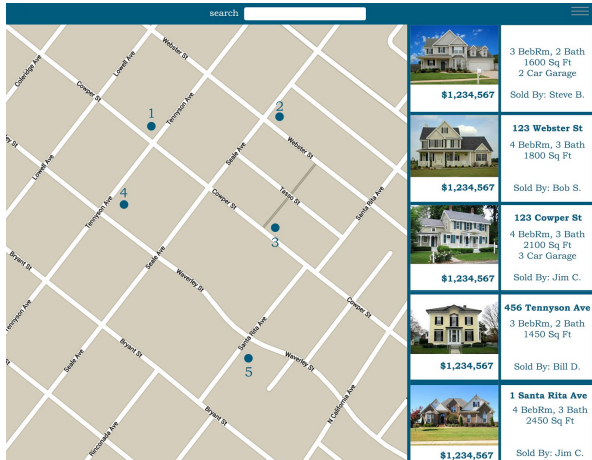 search
Coleridge Ave
Lowell Ave
Webster St
Cowper St
Tennyson Ave
1
2
Seale Ave
Webster St
Lowell Ave
Tasso St
Santa Rita Ave
4
Tennyson Ave
Cowper St
3
Bryant St
Seale Ave
Waverley St
Cowper St
Tennyson Ave
Santa Rita Ave
Bryant St
Seale Ave
Waverley St
5
Bryant St
N California Ave
Rinconada Ave
3 BebRm, 2 Bath
1600 Sq Ft
2 Car Garage
$1,234,567
Sold By: Steve B.
123 Webster St
4 BebRm, 3 Bath
1800 Sq Ft
$1,234,567
Sold By: Bob S.
123 Cowper St
4 BebRm, 3 Bath
2100 Sq Ft
3 Car Garage
$1,234,567
Sold By: Jim C.
456 Tennyson Ave
3 BebRm, 2 Bath
1450 Sq Ft
$1,234,567
Sold By: Bill D.
1 Santa Rita Ave
4 BebRm, 3 Bath
2450 Sq Ft
$1,234,567
Sold By: Jim C.